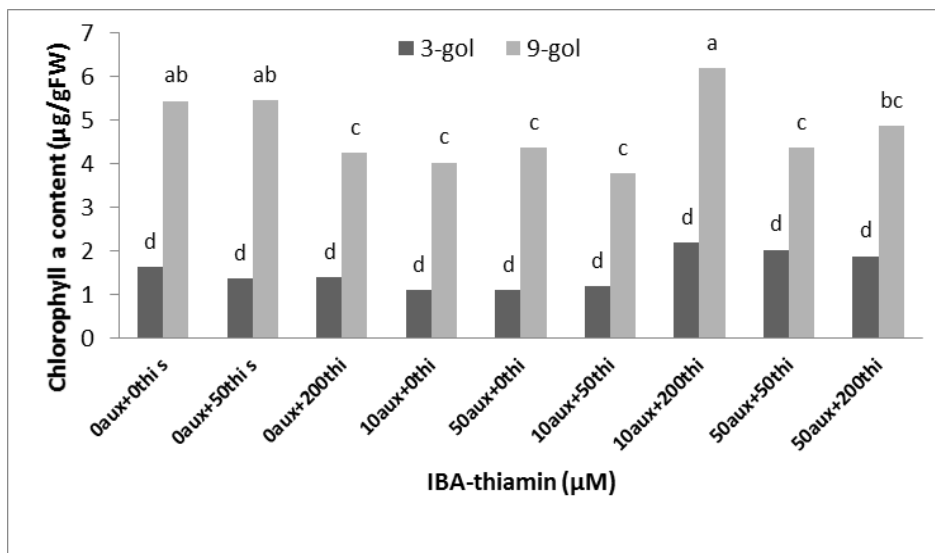 Chlorophyll a content (µg/gFW)
7
6
5
4
3
2
1
0
3-gol 9-gol
ab
ab
c
c
c
c
a
c
bc
d
d
d
d
d
d
d
d
d
0aux+0thi s
0aux+50thi s
0aux+200thi
10aux+0thi
50aux+0thi
10aux+50thi
10aux+200thi
50aux+50thi
50aux+200thi
IBA-thiamin (µM)